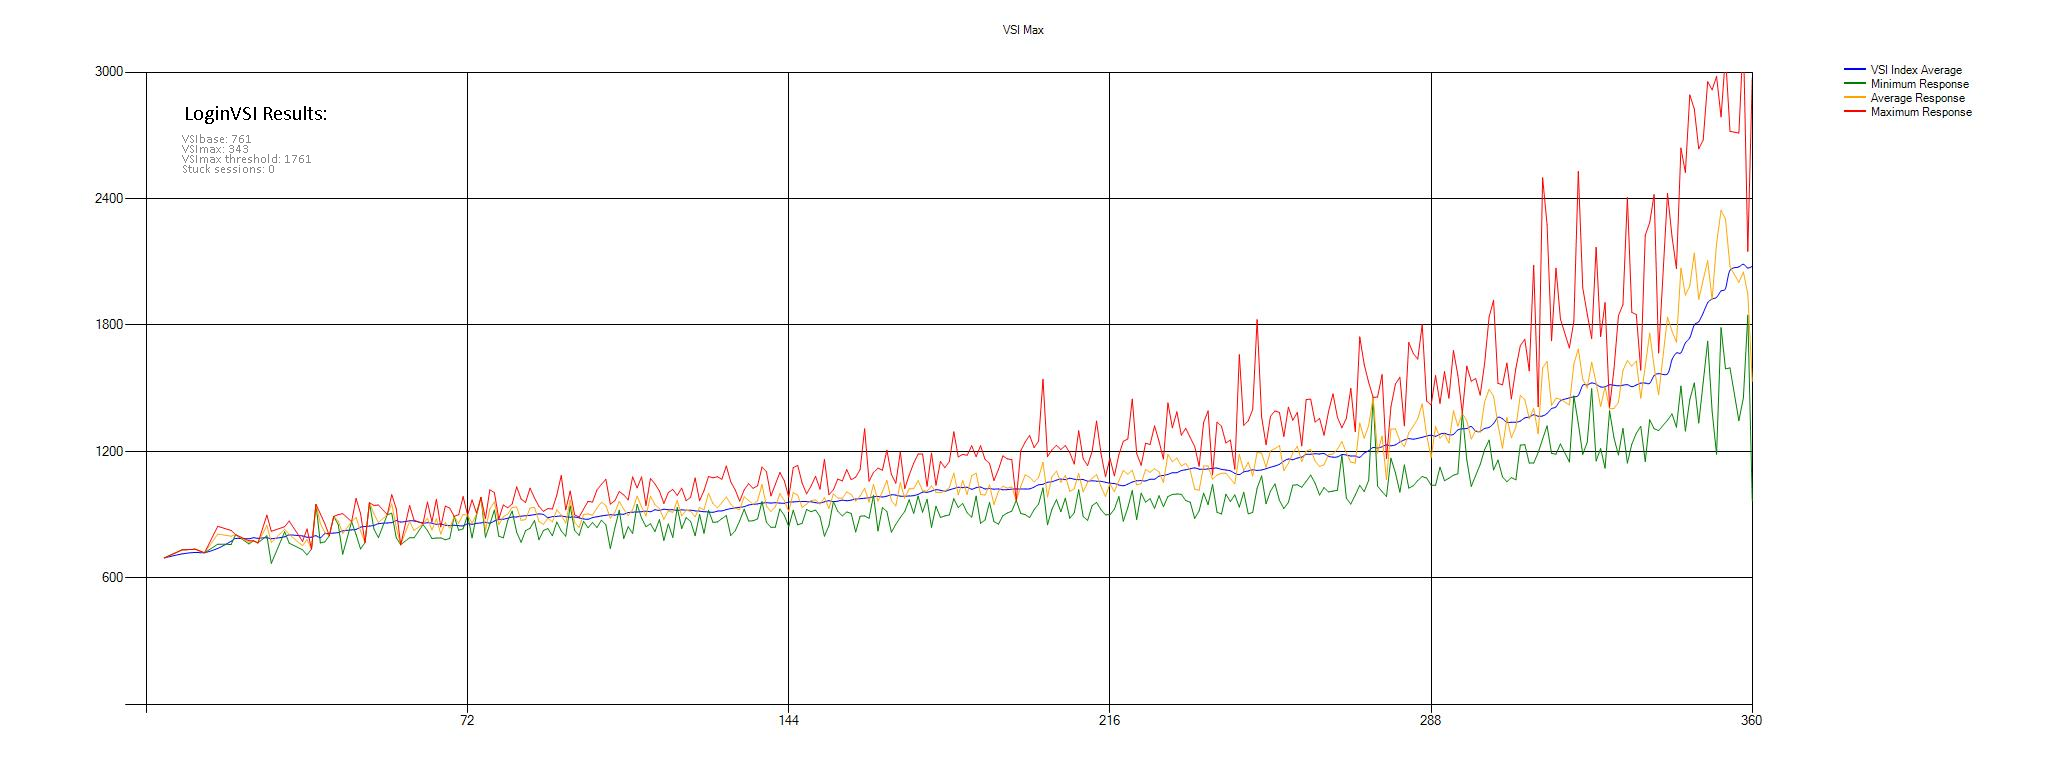 VSI Max
3000
2400
1800
1200
600
LoginVSI Results:
VSIbase: 761
VSImax: 343
VSImax threshold: 1761
Stuck sessions: 0
72
144
216
288
360
VSI Index Average
Minimum Response
Average Response
Maximum Response